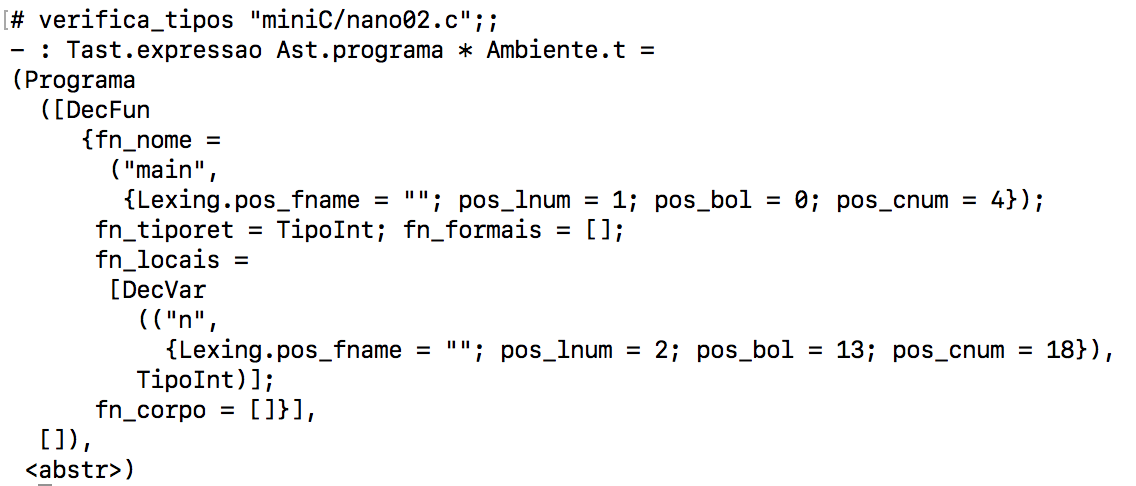 [# verifica_tipos "miniC/nano02.c";;
- : Tast.expressao Ast.programa * Ambiente.t =
(Programa
  ([DecFun
     {fn_nome =
       ("main",
        {Lexing.pos_fname = ""; pos_lnum = 1; pos_bol = 0; pos_cnum = 4});
      fn_tiporet = TipoInt; fn_formais = [];
      fn_locais =
       [DecVar
         (("n",
           {Lexing.pos_fname = ""; pos_lnum = 2; pos_bol = 13; pos_cnum = 18}),
         TipoInt)];
      fn_corpo = []}],
  []),
 <abstr>)